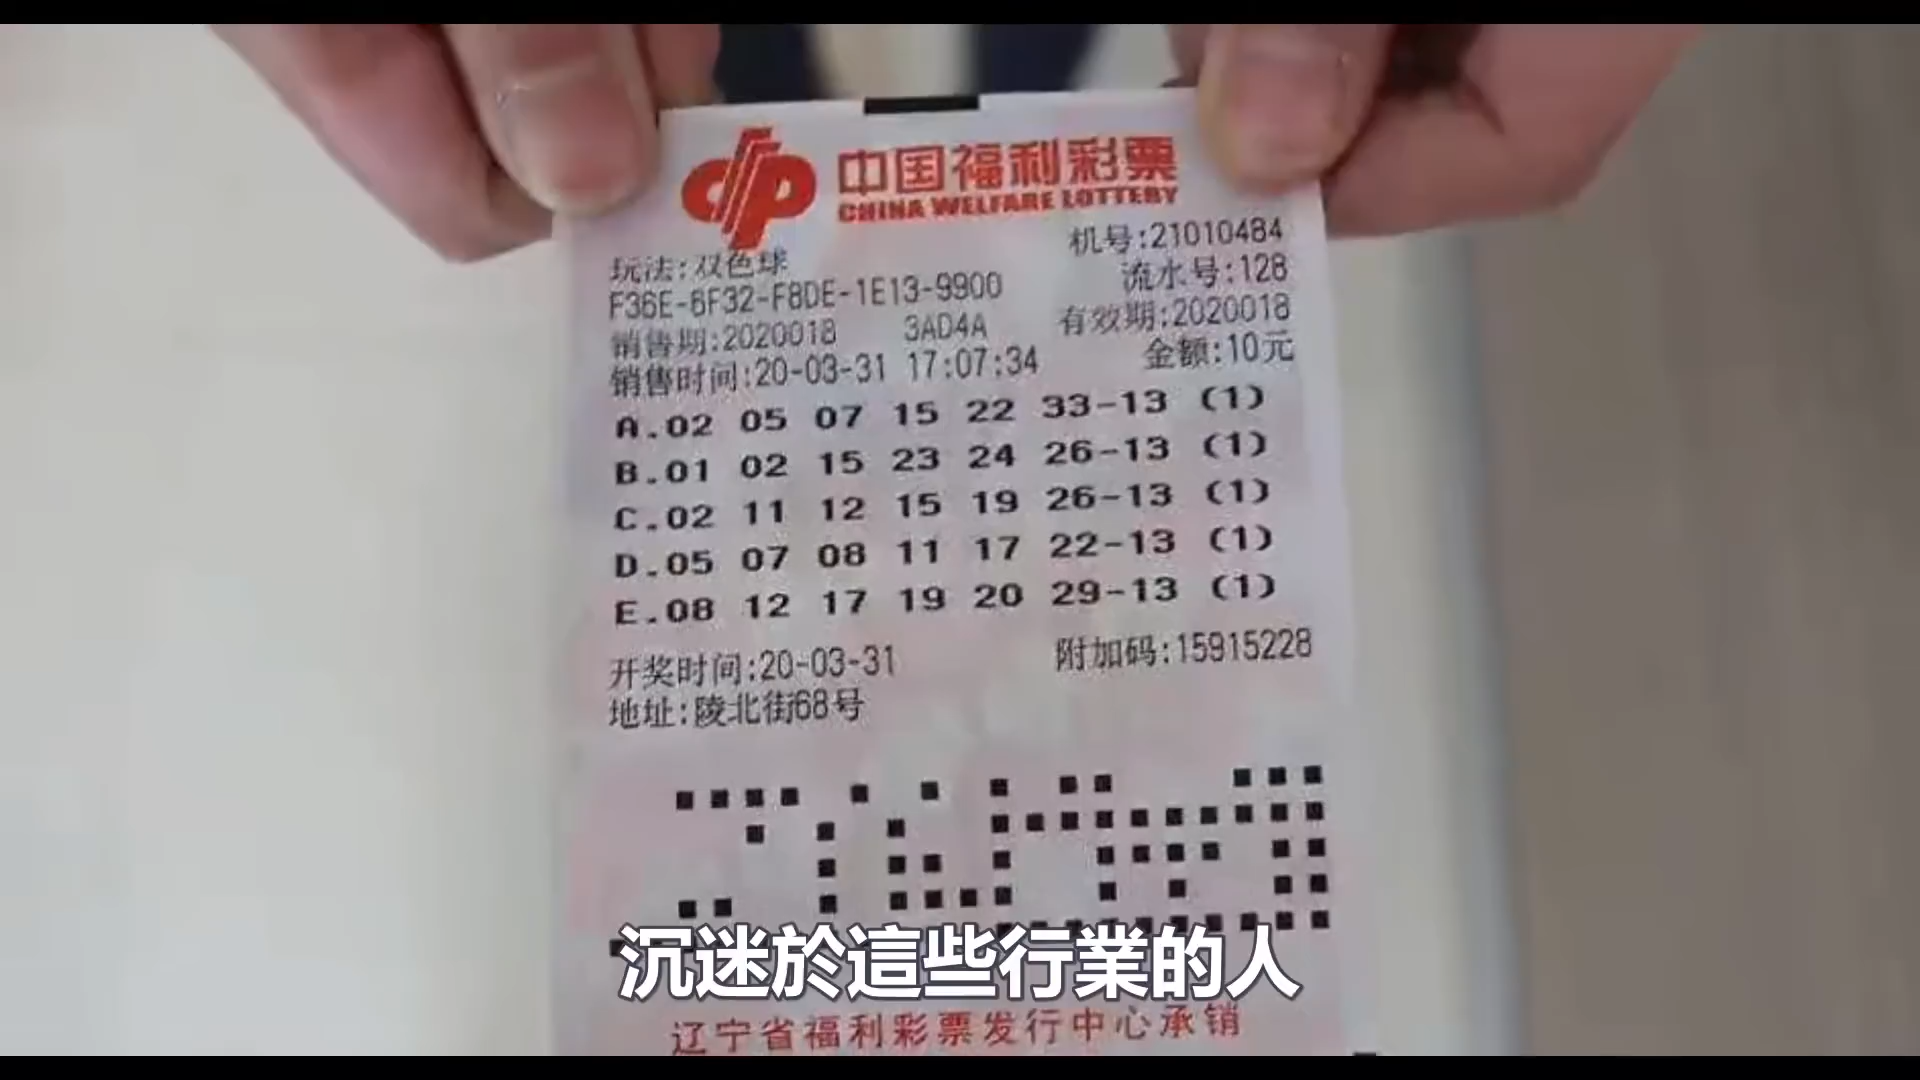 中国福利彩票
CHINA WELFARE LOTTERY
机号:21010484
玩法:双色球
流水号:128
F36E-6F32-F8DE-1E13-9900
销售期:2020018 3AD4A 有效期:2020018
销售时间:20-03-31 17:07:34 金额:10元
A.02 05 07 15 22 33-13 (1)
B.01 02 15 23 24 26-13 (1)
C.02 11 12 15 19 26-13 (1)
D.05 07 08 11 17 22-13 (1)
E.08 12 17 19 20 29-13 (1)
开奖时间:20-03-31 附加码:15915228
地址:陵北街68号
沉迷於這些行業的人
辽宁省福利彩票发行中心承销